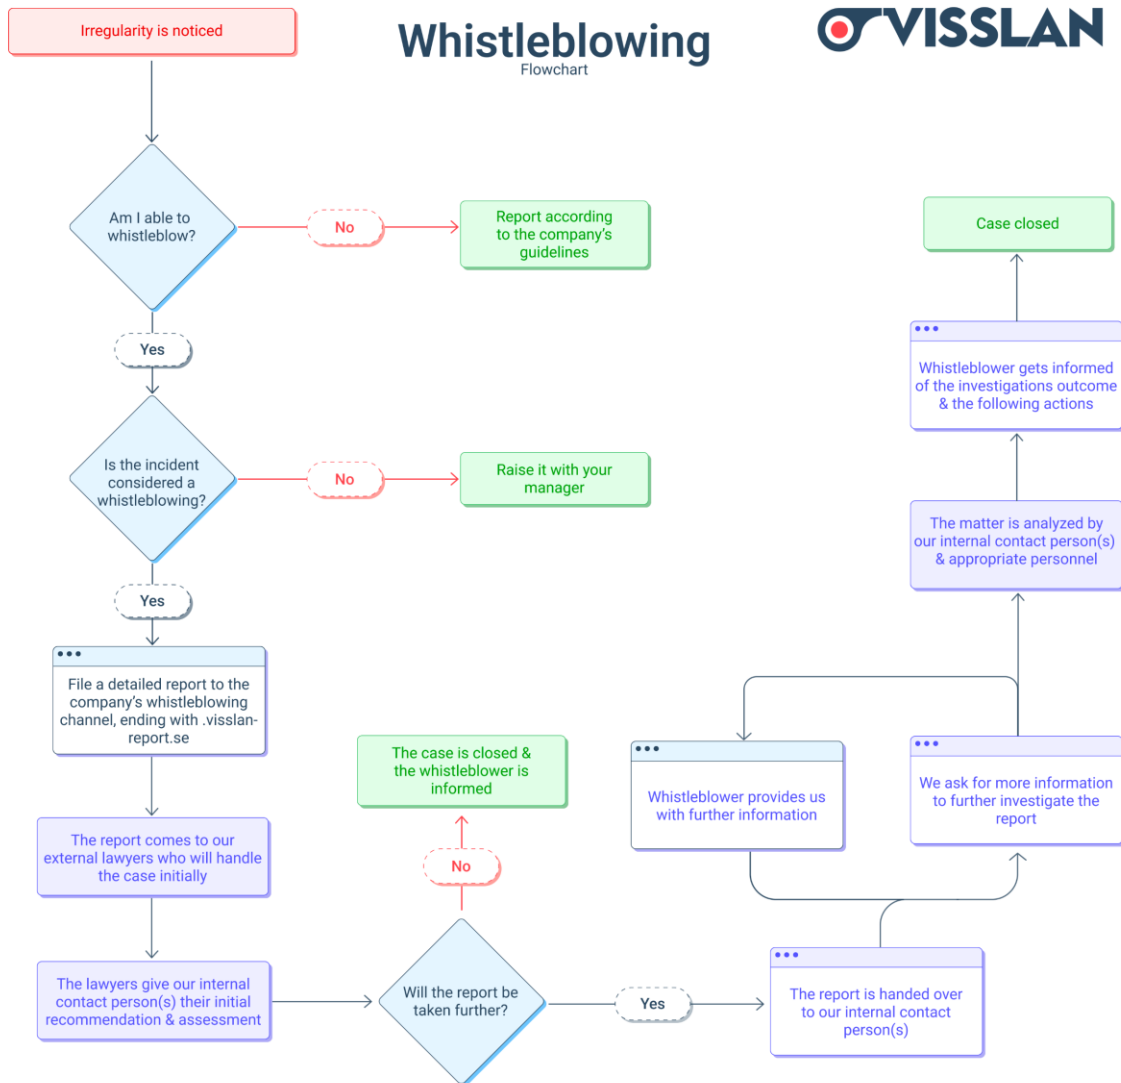 Irregularity is noticed
Whistleblowing
Flowchart
VISSLAN
Am I able to
whistleblow?
No
Report according
to the company's
guidelines
Yes
Is the incident
considered a
whistleblowing?
No
Raise it with your
manager
Yes
File a detailed report to the
company's whistleblowing
channel, ending with .visslan-
report.se
The report comes to our
external lawyers who will handle
the case initially
The lawyers give our internal
contact person(s) their initial
recommendation & assessment
Will the report be
taken further?
No
The case is closed &
the whistleblower is
informed
Yes
The report is handed over
to our internal contact
person(s)
We ask for more information
to further investigate the
report
Whistleblower provides us
with further information
The matter is analyzed by
our internal contact person(s)
& appropriate personnel
Whistleblower gets informed
of the investigations outcome
& the following actions
Case closed